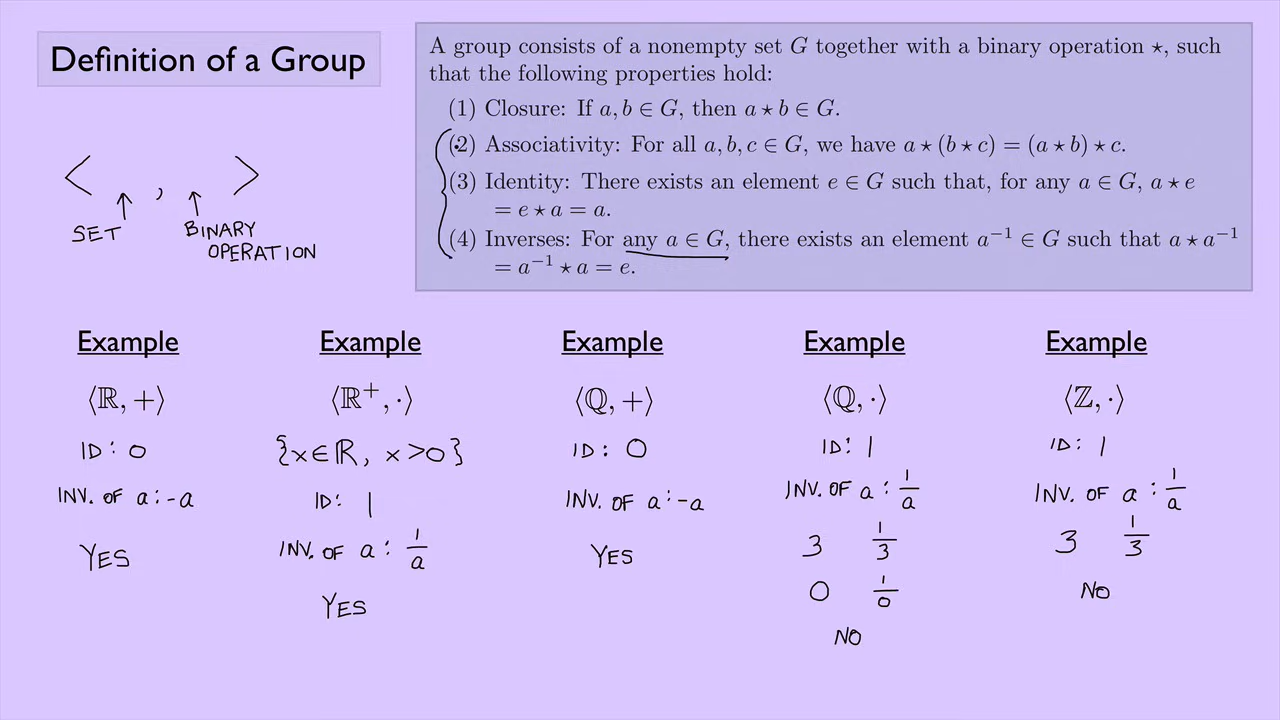 Definition of a Group
A group consists of a nonempty set G together with a binary operation ⋆, such
that the following properties hold:
(1) Closure: If a, b ∈ G, then a ⋆ b ∈ G.
(2) Associativity: For all a, b, c ∈ G, we have a ⋆ (b ⋆ c) = (a ⋆ b) ⋆ c.
(3) Identity: There exists an element e ∈ G such that, for any a ∈ G, a ⋆ e
= e ⋆ a = a.
(4) Inverses: For any a ∈ G, there exists an element a⁻¹ ∈ G such that a ⋆ a⁻¹
= a⁻¹ ⋆ a = e.
< , >
↑ ↑
SET
BINARY
OPERATION
Example
⟨ℝ, +⟩
ID: 0
INV. OF a: -a
YES
Example
⟨ℝ⁺, ·⟩
{x∈ℝ, x>0}
ID: 1
INV. OF a: 1/a
YES
Example
⟨ℚ, +⟩
ID: 0
INV. OF a: -a
YES
Example
⟨ℚ, ·⟩
ID: 1
INV. OF a: 1/a
3 1/3
0 1/0
NO
Example
⟨ℤ, ·⟩
ID: 1
INV. OF a: 1/a
3 1/3
NO